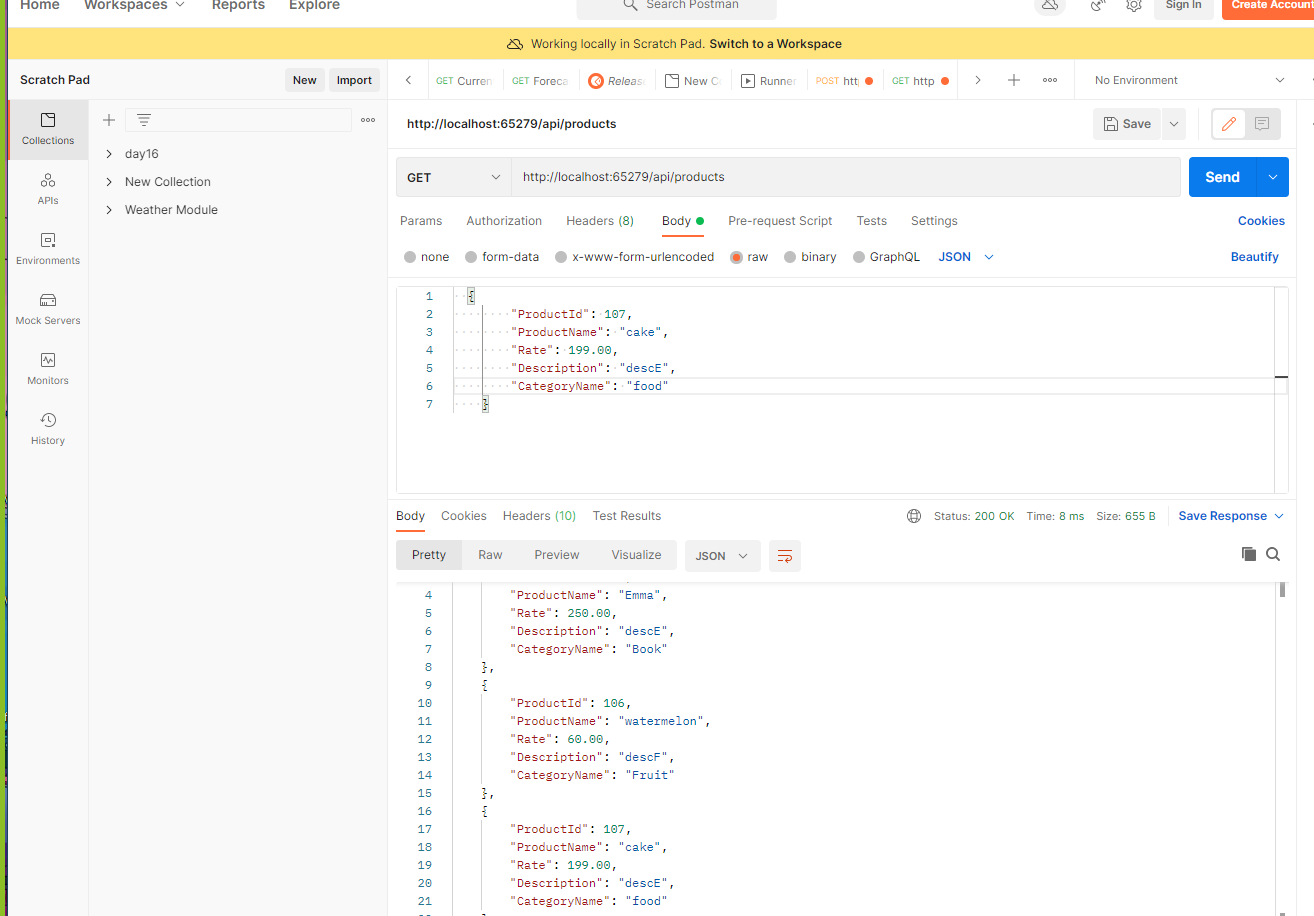 Home Workspaces Reports Explore Search Postman Sign In Create Account
Working locally in Scratch Pad. Switch to a Workspace
Scratch Pad New Import GET Curren GET Foreca Releas New C Runner POST htt GET http No Environment
Collections
APIs
Environments
Mock Servers
Monitors
History
day16
New Collection
Weather Module
http://localhost:65279/api/products Save
GET http://localhost:65279/api/products Send
Params Authorization Headers (8) Body Pre-request Script Tests Settings Cookies
none form-data x-www-form-urlencoded raw binary GraphQL JSON Beautify
1 {
2 "ProductId": 107,
3 "ProductName": "cake",
4 "Rate": 199.00,
5 "Description": "descE",
6 "CategoryName": "food"
7 }
Body Cookies Headers (10) Test Results Status: 200 OK Time: 8 ms Size: 655 B Save Response
Pretty Raw Preview Visualize JSON
4 "ProductName": "Emma",
5 "Rate": 250.00,
6 "Description": "descE",
7 "CategoryName": "Book"
8 },
9 {
10 "ProductId": 106,
11 "ProductName": "watermelon",
12 "Rate": 60.00,
13 "Description": "descF",
14 "CategoryName": "Fruit"
15 },
16 {
17 "ProductId": 107,
18 "ProductName": "cake",
19 "Rate": 199.00,
20 "Description": "descE",
21 "CategoryName": "food"